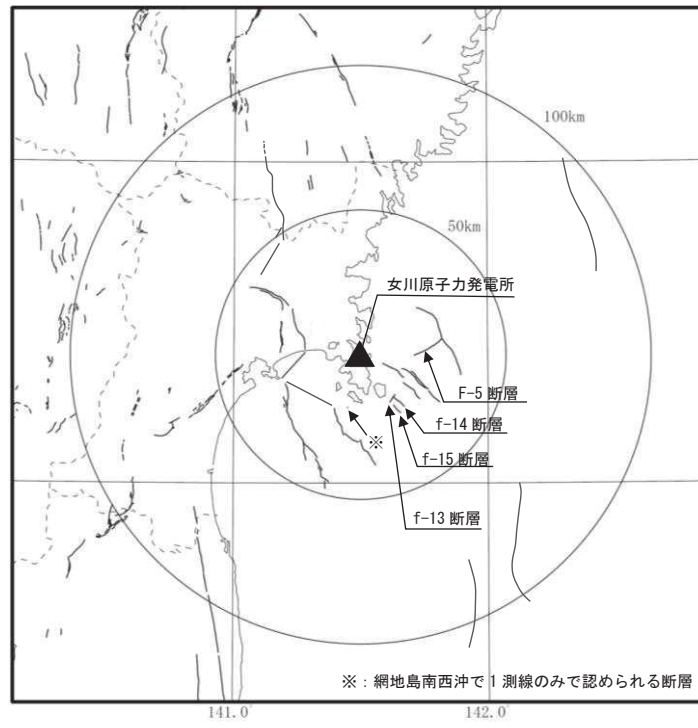 100km
50km
女川原子力発電所
F-5 断層
f-14 断層
※
f-15 断層
f-13 断層
※：網地島南西沖で1測線のみで認められる断層
141.0°
142.0°